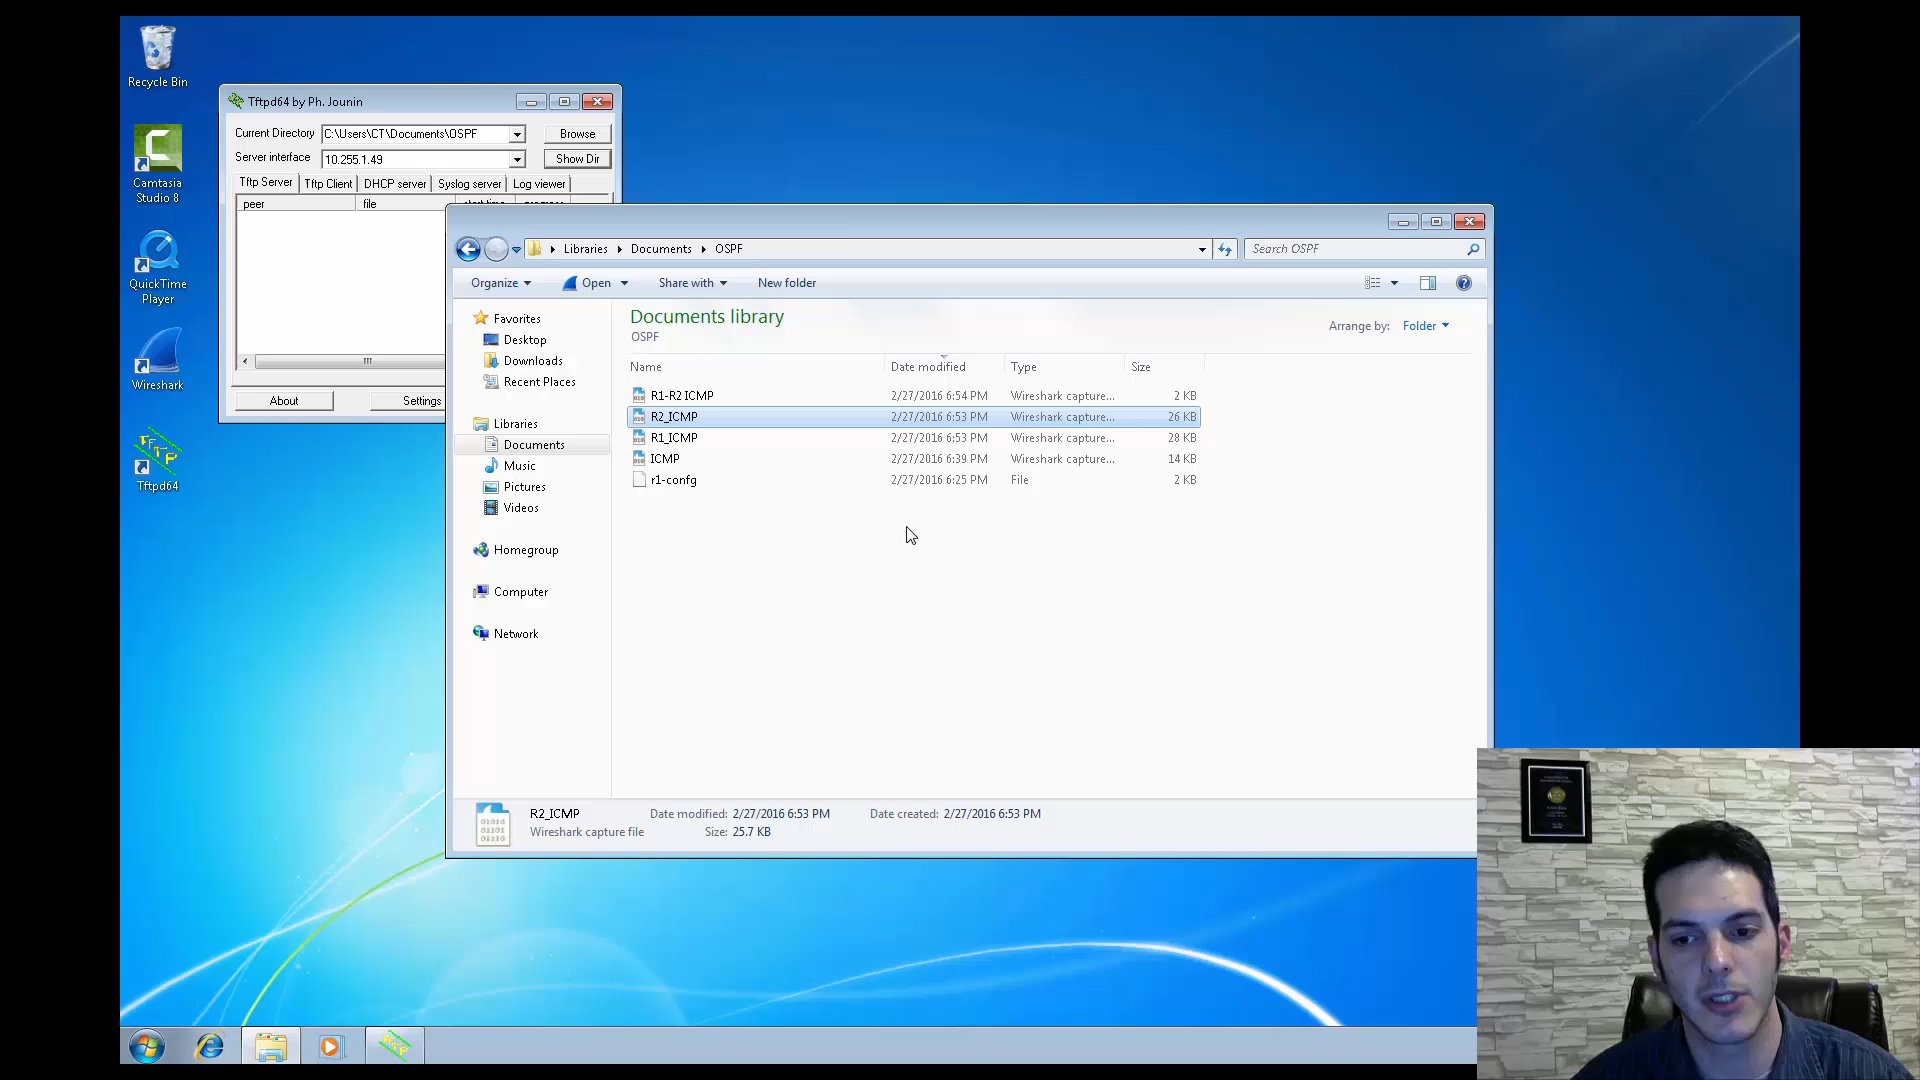 Recycle Bin
Camtasia
Studio 8
QuickTime
Player
Wireshark
Tftpd64
Tftpd64 by Ph. Jounin
Current Directory C:\Users\CT\Documents\OSPF Browse
Server interface 10.255.1.49 Show Dir
Tftp Server Tftp Client DHCP server Syslog server Log viewer
peer file
About Settings
Libraries Documents OSPF Search OSPF
Organize Open Share with New folder
Favorites
Desktop
Downloads
Recent Places
Libraries
Documents
Music
Pictures
Videos
Homegroup
Computer
Network
Documents library
OSPF
Arrange by: Folder
Name Date modified Type Size
R1-R2 ICMP 2/27/2016 6:54 PM Wireshark capture... 2 KB
R2_ICMP 2/27/2016 6:53 PM Wireshark capture... 26 KB
R1_ICMP 2/27/2016 6:53 PM Wireshark capture... 28 KB
ICMP 2/27/2016 6:39 PM Wireshark capture... 14 KB
r1-confg 2/27/2016 6:25 PM File 2 KB
R2_ICMP Date modified: 2/27/2016 6:53 PM Date created: 2/27/2016 6:53 PM
Wireshark capture file Size: 25.7 KB